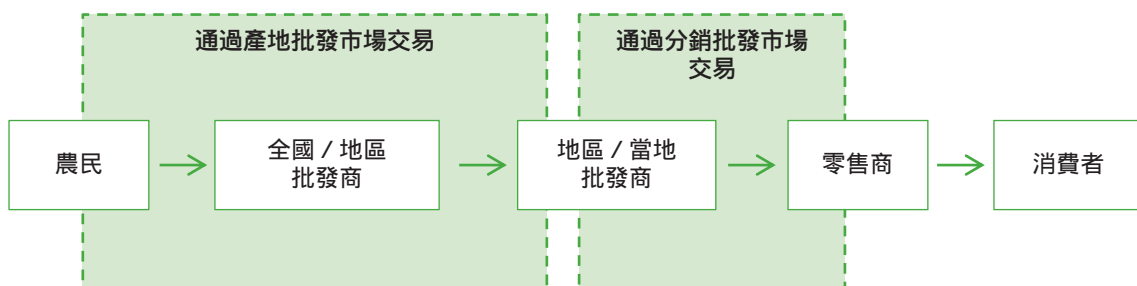 通過產地批發市場交易
通過分銷批發市場
交易
農民
全國 / 地區
批發商
地區 / 當地
批發商
零售商
消費者